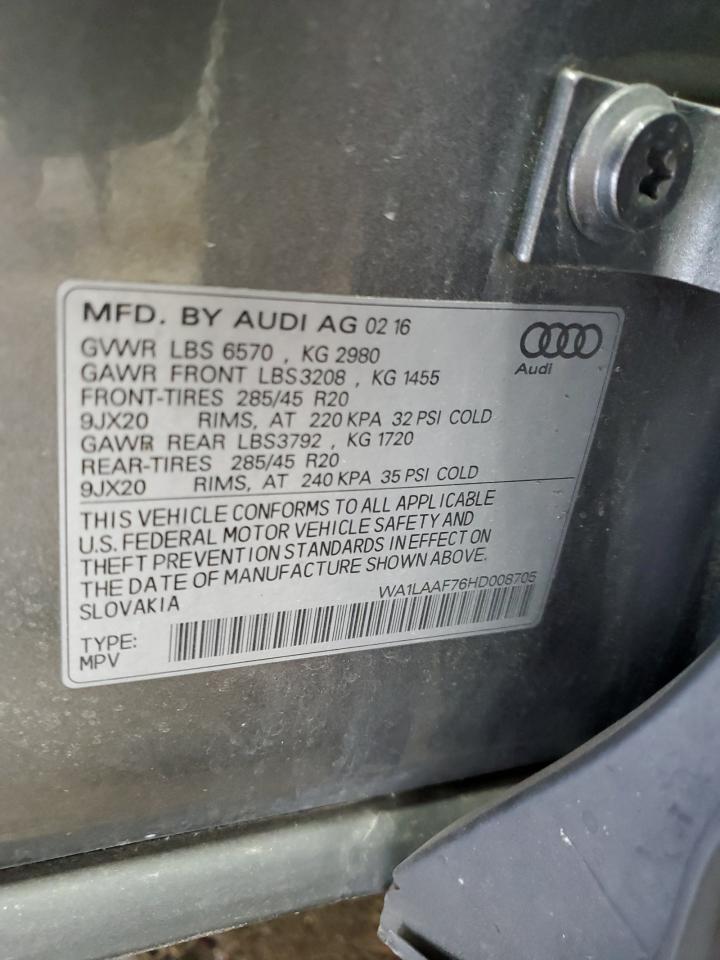 MFD. BY AUDI AG 02 16
GVWR LBS 6570 , KG 2980
GAWR FRONT LBS3208 , KG 1455
FRONT-TIRES 285/45 R20
9JX20 RIMS, AT 220 KPA 32 PSI COLD
GAWR REAR LBS3792 , KG 1720
REAR-TIRES 285/45 R20
9JX20 RIMS, AT 240 KPA 35 PSI COLD
Audi
THIS VEHICLE CONFORMS TO ALL APPLICABLE
U.S. FEDERAL MOTOR VEHICLE SAFETY AND
THEFT PREVENTION STANDARDS IN EFFECT ON
THE DATE OF MANUFACTURE SHOWN ABOVE.
SLOVAKIA WA1LAAF76HD008705
TYPE:
MPV